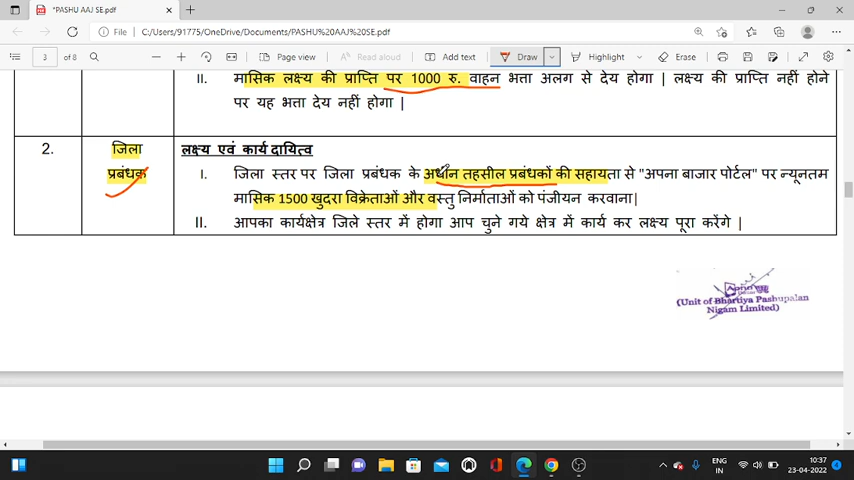 *PASHU AAJ SE.pdf
File
C:/Users/91775/OneDrive/Documents/PASHU%20AAJ%20SE.pdf
3 of 8
Page view
Read aloud
Add text
Draw
Highlight
Erase
II. मासिक लक्ष्य की प्राप्ति पर 1000 रु. वाहन भत्ता अलग से देय होगा | लक्ष्य की प्राप्ति नहीं होने
पर यह भत्ता देय नहीं होगा |
2. जिला
प्रबंधक
लक्ष्य एवं कार्य दायित्व
I. जिला स्तर पर जिला प्रबंधक के अधीन तहसील प्रबंधकों की सहायता से "अपना बाजार पोर्टल" पर न्यूनतम
मासिक 1500 खुदरा विक्रेताओं और वस्तु निर्माताओं को पंजीयन करवाना|
II. आपका कार्यक्षेत्र जिले स्तर में होगा आप चुने गये क्षेत्र में कार्य कर लक्ष्य पूरा करेंगे |
(Unit of Bhartiya Pashupalan
Nigam Limited)
ENG
IN
10:37
23-04-2022